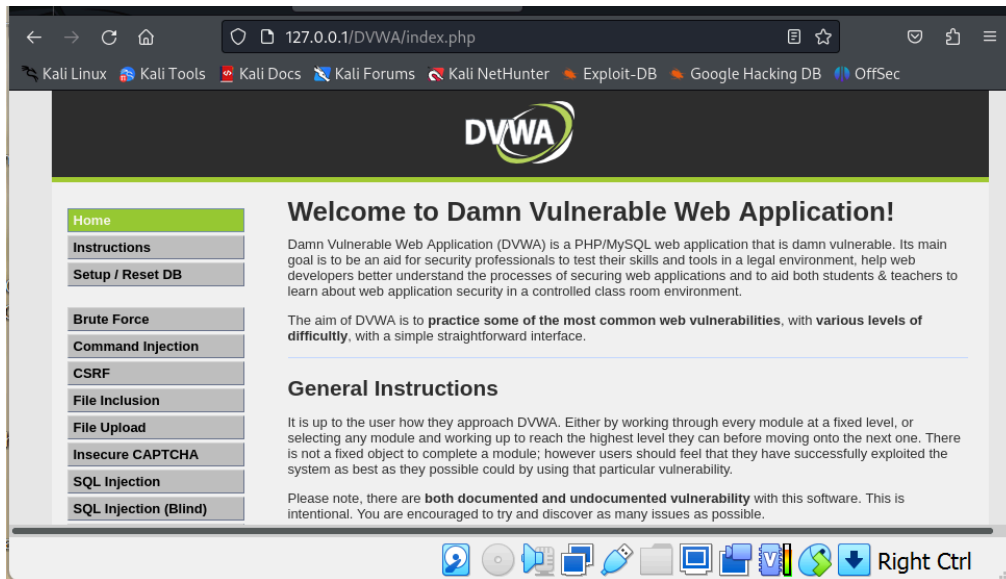 127.0.0.1/DVWA/index.php
Kali Linux Kali Tools Kali Docs Kali Forums Kali NetHunter Exploit-DB Google Hacking DB OffSec
DVWA
Home
Instructions
Setup / Reset DB
Brute Force
Command Injection
CSRF
File Inclusion
File Upload
Insecure CAPTCHA
SQL Injection
SQL Injection (Blind)
Welcome to Damn Vulnerable Web Application!
Damn Vulnerable Web Application (DVWA) is a PHP/MySQL web application that is damn vulnerable. Its main
goal is to be an aid for security professionals to test their skills and tools in a legal environment, help web
developers better understand the processes of securing web applications and to aid both students & teachers to
learn about web application security in a controlled class room environment.
The aim of DVWA is to practice some of the most common web vulnerabilities, with various levels of
difficultly, with a simple straightforward interface.
General Instructions
It is up to the user how they approach DVWA. Either by working through every module at a fixed level, or
selecting any module and working up to reach the highest level they can before moving onto the next one. There
is not a fixed object to complete a module; however users should feel that they have successfully exploited the
system as best as they possible could by using that particular vulnerability.
Please note, there are both documented and undocumented vulnerability with this software. This is
intentional. You are encouraged to try and discover as many issues as possible.
Right Ctrl